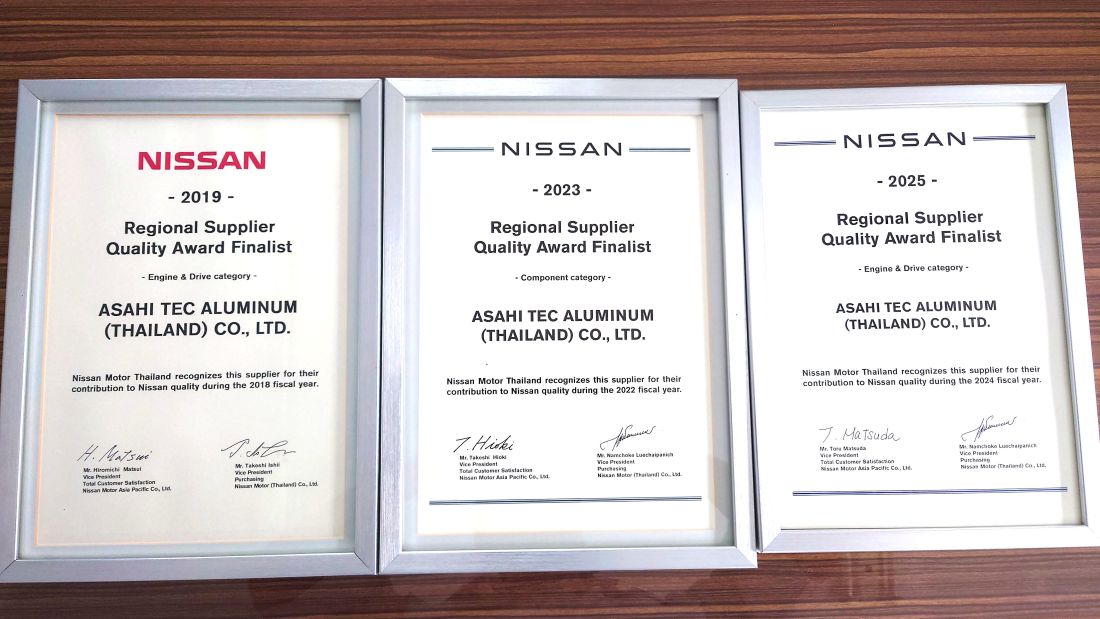 NISSAN
- 2019 -
Regional Supplier
Quality Award Finalist
- Engine & Drive category -
ASAHI TEC ALUMINUM
(THAILAND) CO., LTD.
Nissan Motor Thailand recognizes this supplier for their
contribution to Nissan quality during the 2018 fiscal year.
H. Matsui
Mr. Hiromichi Matsui
Vice President
Total Customer Satisfaction
Nissan Motor Asia Pacific Co., Ltd.
Mr. Takeshi Ishii
Vice President
Purchasing
Nissan Motor (Thailand) Co., Ltd.
NISSAN
- 2023 -
Regional Supplier
Quality Award Finalist
- Component category -
ASAHI TEC ALUMINUM
(THAILAND) CO., LTD.
Nissan Motor Thailand recognizes this supplier for their
contribution to Nissan quality during the 2022 fiscal year.
T. Hioki
Mr. Takoshi Hioki
Vice President
Total Customer Satisfaction
Nissan Motor Asia Pacific Co., Ltd.
Mr. Namchoke Luechaipanich
Vice President
Purchasing
Nissan Motor (Thailand) Co., Ltd.
NISSAN
- 2025 -
Regional Supplier
Quality Award Finalist
- Engine & Drive category -
ASAHI TEC ALUMINUM
(THAILAND) CO., LTD.
Nissan Motor Thailand recognizes this supplier for their
contribution to Nissan quality during the 2024 fiscal year.
T. Matsuda
Mr. Toru Matsuda
Vice President
Total Customer Satisfaction
Nissan Motor Asia Pacific Co., Ltd.
Mr. Namchoke Luechaipanich
Vice President
Purchasing
Nissan Motor (Thailand) Co., Ltd.